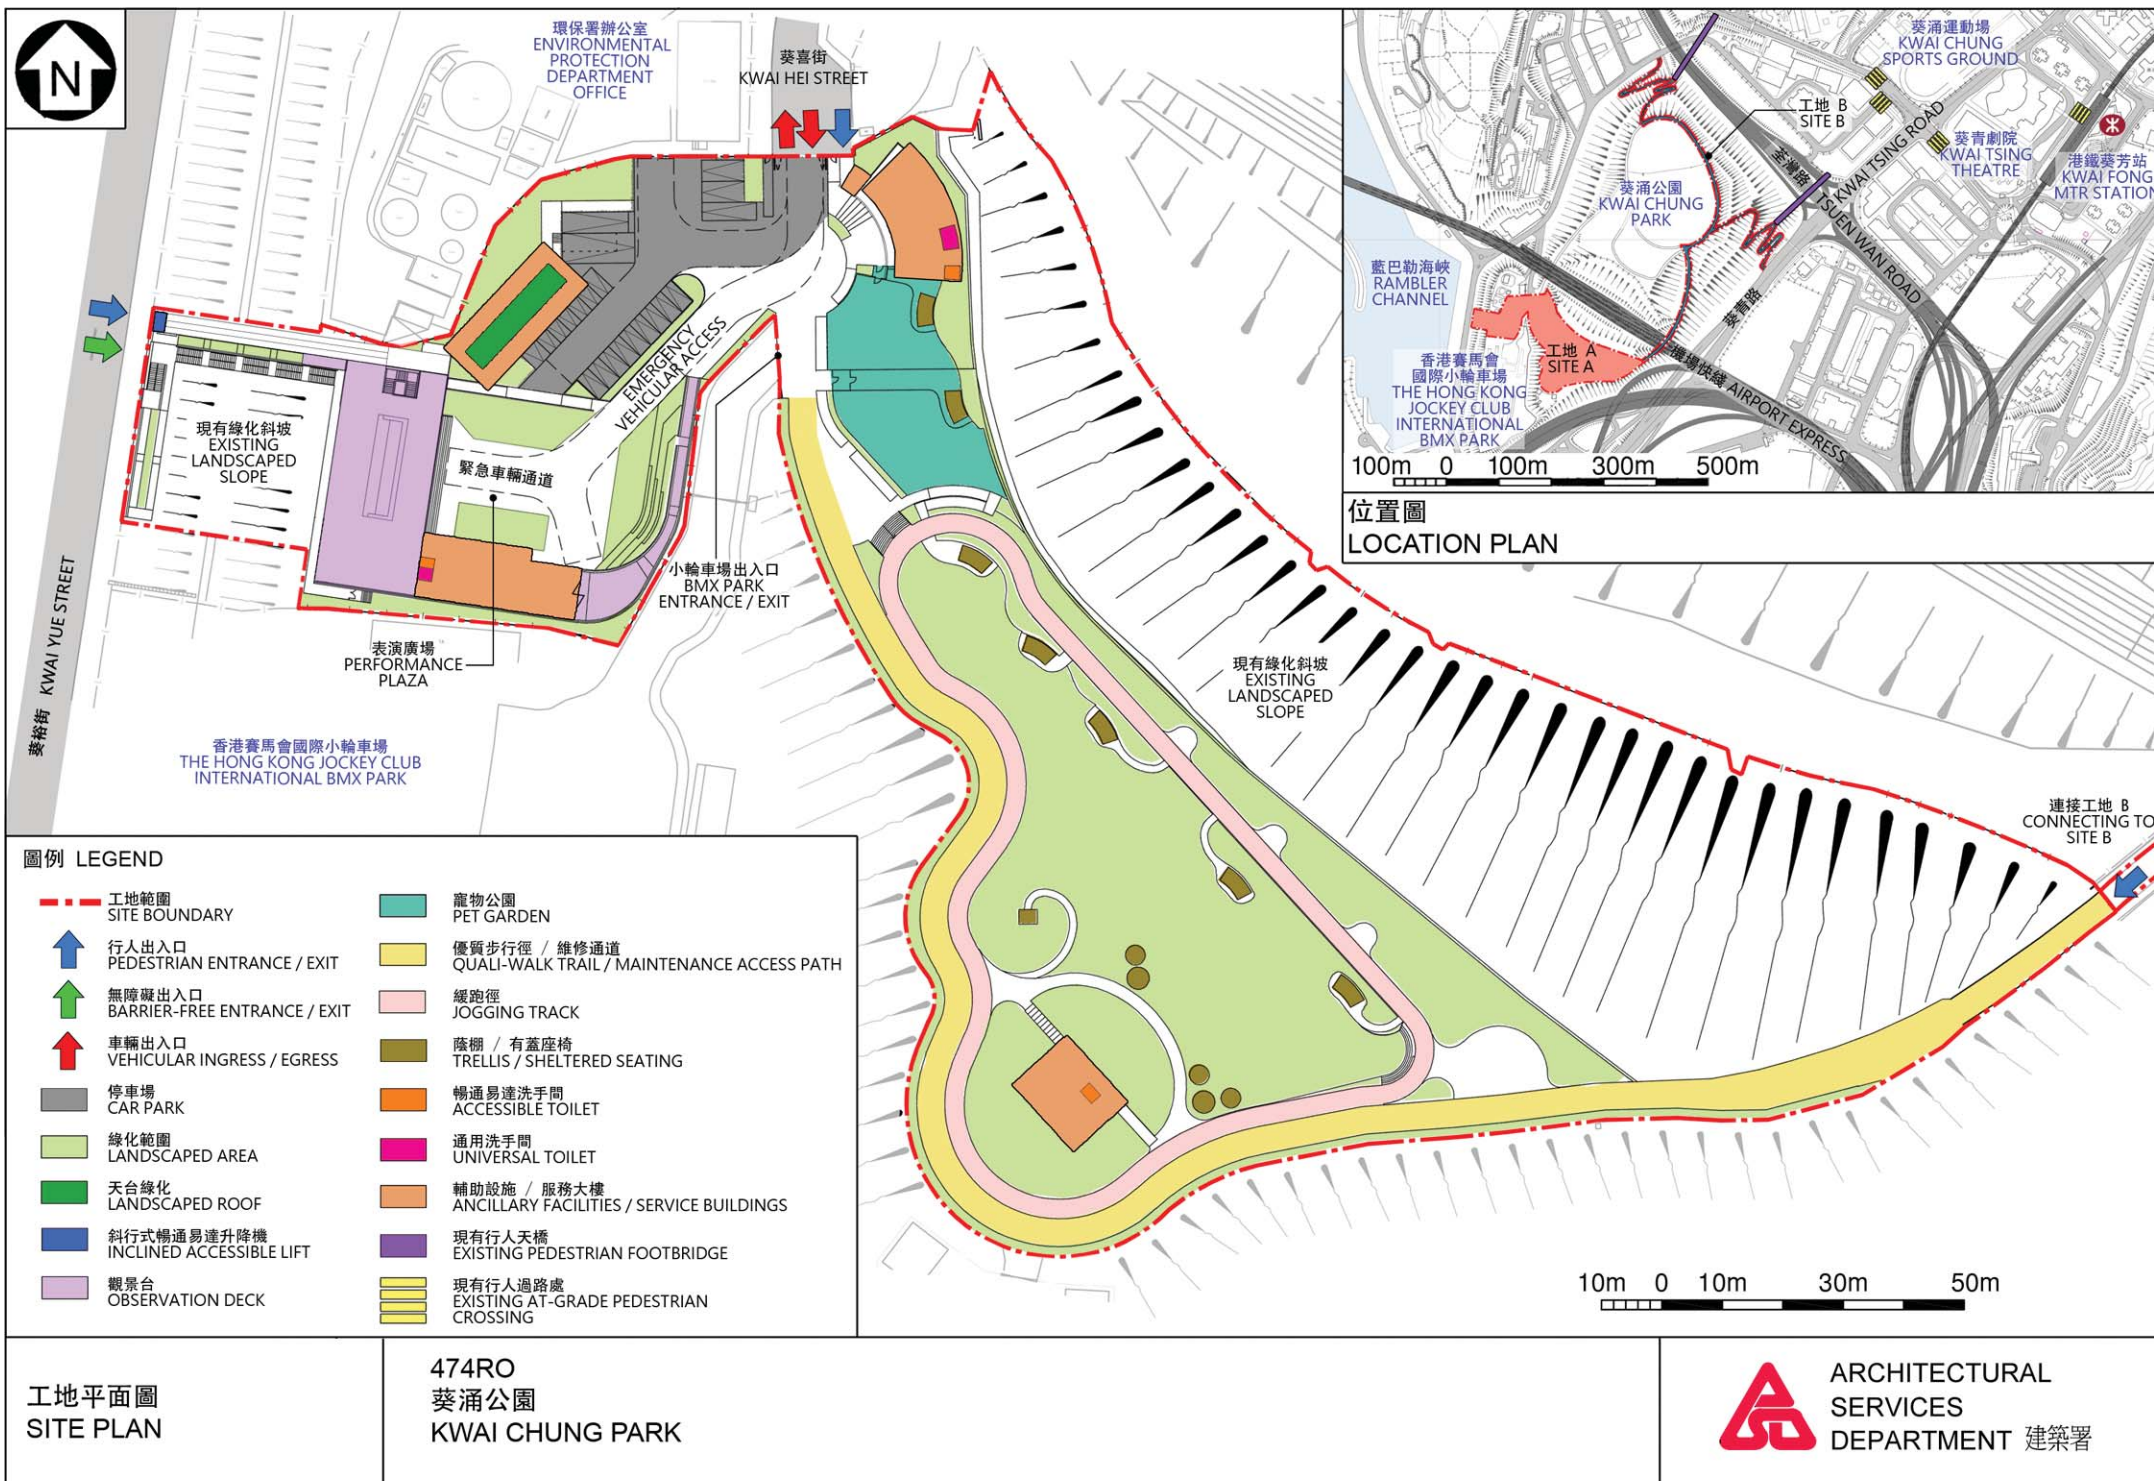 N
環保署辦公室
ENVIRONMENTAL
PROTECTION
DEPARTMENT
OFFICE
葵喜街
KWAI HEI STREET
現有綠化斜坡
EXISTING
LANDSCAPED
SLOPE
緊急車輛通道
EMERGENCY
VEHICULAR ACCESS
小輪車場出入口
BMX PARK
ENTRANCE / EXIT
表演廣場
PERFORMANCE
PLAZA
葵裕街 KWAI YUE STREET
香港賽馬會國際小輪車場
THE HONG KONG JOCKEY CLUB
INTERNATIONAL BMX PARK
現有綠化斜坡
EXISTING
LANDSCAPED
SLOPE
連接工地 B
CONNECTING TO
SITE B
葵涌運動場
KWAI CHUNG
SPORTS GROUND
工地 B
SITE B
荃灣路
TSUEN WAN ROAD
KWAI TSING ROAD
葵青路
葵青劇院
KWAI TSING
THEATRE
港鐵葵芳站
KWAI FONG
MTR STATION
葵涌公園
KWAI CHUNG
PARK
藍巴勒海峽
RAMBLER
CHANNEL
工地 A
SITE A
機場快綫 AIRPORT EXPRESS
香港賽馬會
國際小輪車場
THE HONG KONG
JOCKEY CLUB
INTERNATIONAL
BMX PARK
100m 0 100m 300m 500m
位置圖
LOCATION PLAN
圖例 LEGEND
工地範圍
SITE BOUNDARY
行人出入口
PEDESTRIAN ENTRANCE / EXIT
無障礙出入口
BARRIER-FREE ENTRANCE / EXIT
車輛出入口
VEHICULAR INGRESS / EGRESS
停車場
CAR PARK
綠化範圍
LANDSCAPED AREA
天台綠化
LANDSCAPED ROOF
斜行式暢通易達升降機
INCLINED ACCESSIBLE LIFT
觀景台
OBSERVATION DECK
寵物公園
PET GARDEN
優質步行徑 / 維修通道
QUALI-WALK TRAIL / MAINTENANCE ACCESS PATH
緩跑徑
JOGGING TRACK
蔭棚 / 有蓋座椅
TRELLIS / SHELTERED SEATING
暢通易達洗手間
ACCESSIBLE TOILET
通用洗手間
UNIVERSAL TOILET
輔助設施 / 服務大樓
ANCILLARY FACILITIES / SERVICE BUILDINGS
現有行人天橋
EXISTING PEDESTRIAN FOOTBRIDGE
現有行人過路處
EXISTING AT-GRADE PEDESTRIAN
CROSSING
10m 0 10m 30m 50m
工地平面圖
SITE PLAN
474RO
葵涌公園
KWAI CHUNG PARK
ARCHITECTURAL
SERVICES
DEPARTMENT 建築署